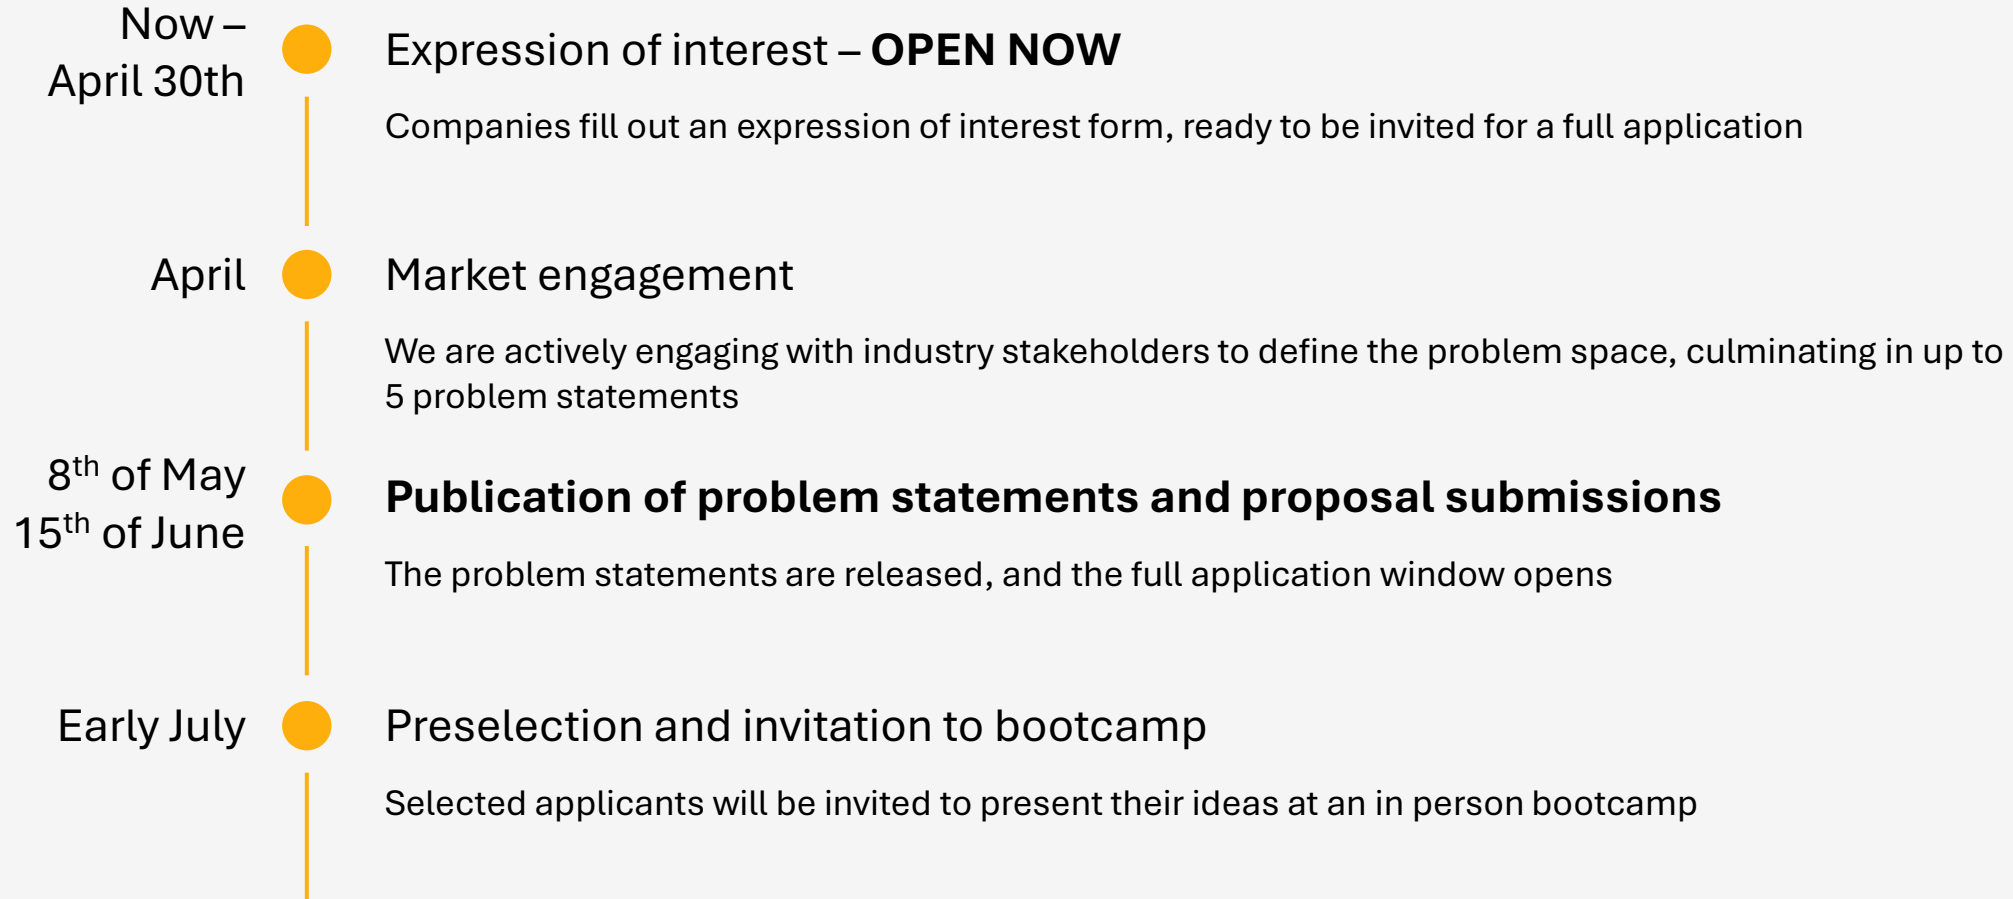 Now –
April 30th
Expression of interest – OPEN NOW
Companies fill out an expression of interest form, ready to be invited for a full application
April
Market engagement
We are actively engaging with industry stakeholders to define the problem space, culminating in up to
5 problem statements
8th of May
15th of June
Publication of problem statements and proposal submissions
The problem statements are released, and the full application window opens
Early July
Preselection and invitation to bootcamp
Selected applicants will be invited to present their ideas at an in person bootcamp